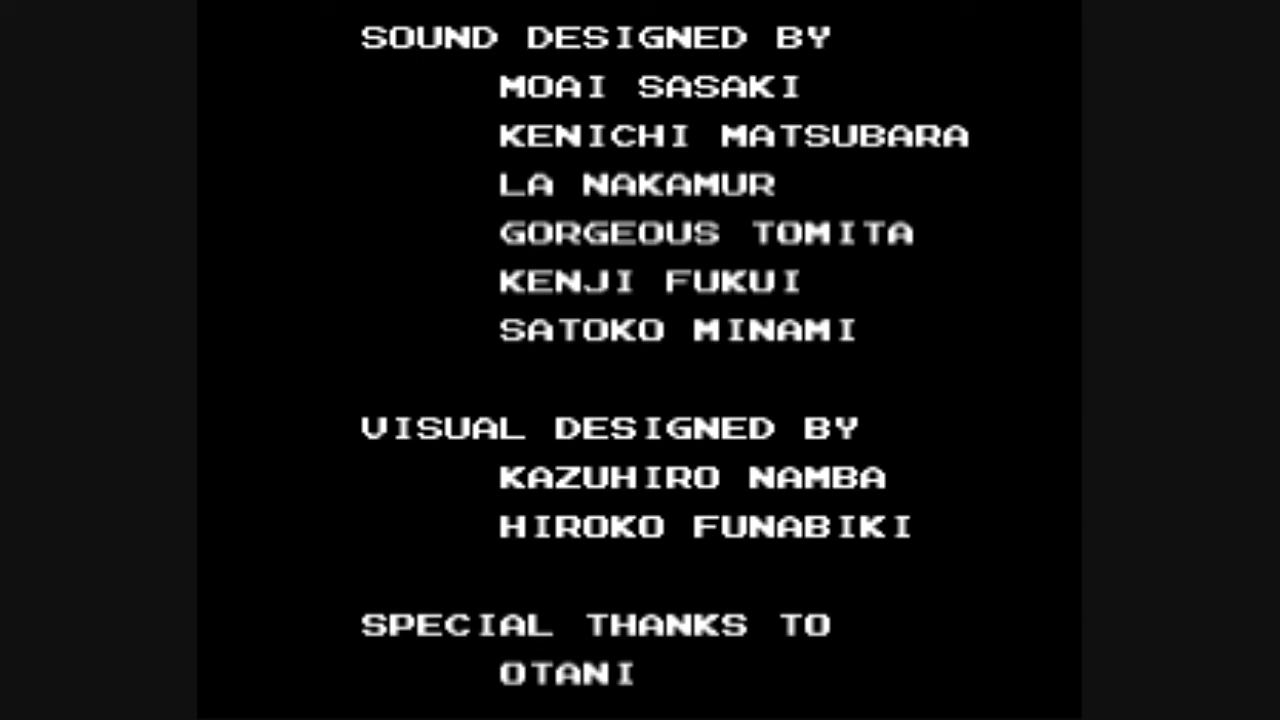 SOUND DESIGNED BY
MOAI SASAKI
KENICHI MATSUBARA
LA NAKAMUR
GORGEOUS TOMITA
KENJI FUKUI
SATOKO MINAMI
VISUAL DESIGNED BY
KAZUHIRO NAMBA
HIROKO FUNABIKI
SPECIAL THANKS TO
OTANI